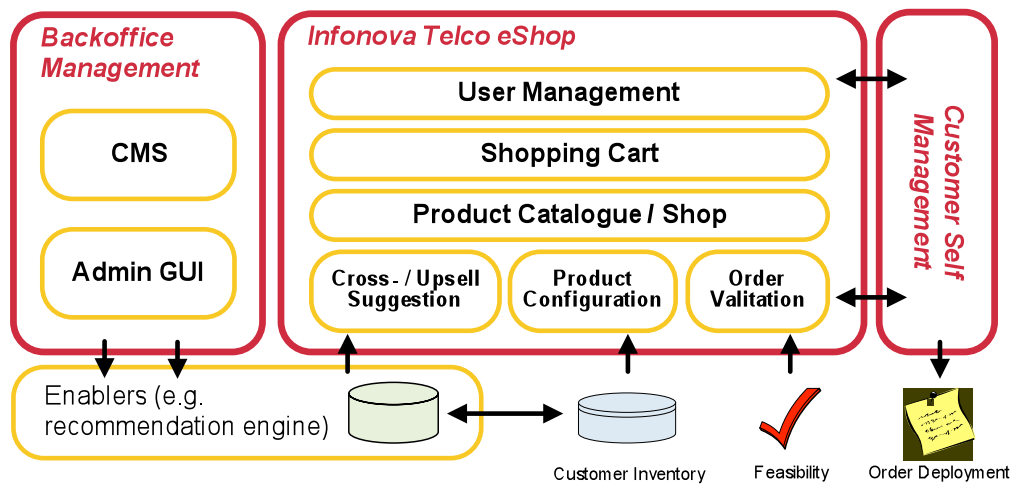 Backoffice
Management
CMS
Admin GUI
Infonova Telco eShop
User Management
Shopping Cart
Product Catalogue / Shop
Cross- / Upsell
Suggestion
Product
Configuration
Order
Valitation
Customer Self
Management
Enablers (e.g.
recommendation engine)
Customer Inventory
Feasibility
Order Deployment